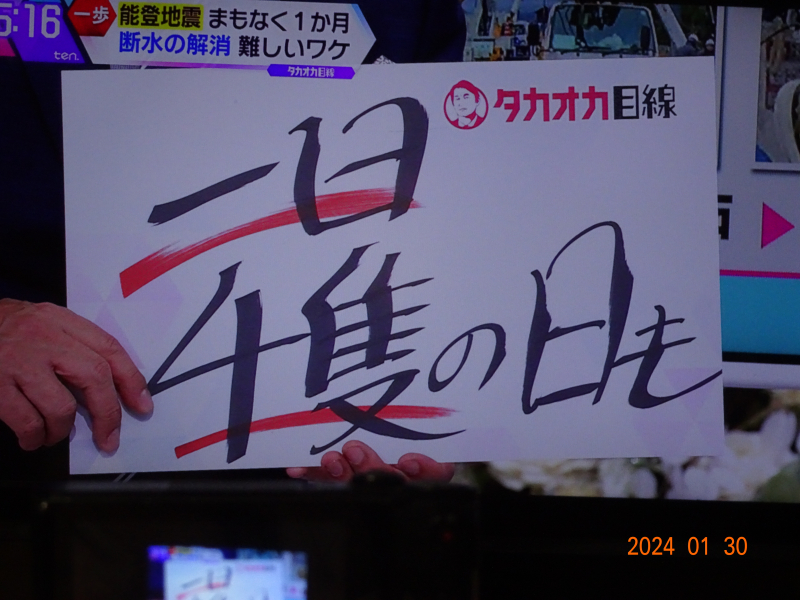 5:16
ten.
一歩
能登地震 まもなく1か月
断水の解消 難しいワケ
タカオカ目線
タカオカ目線
一日
4隻の日も
2024 01 30